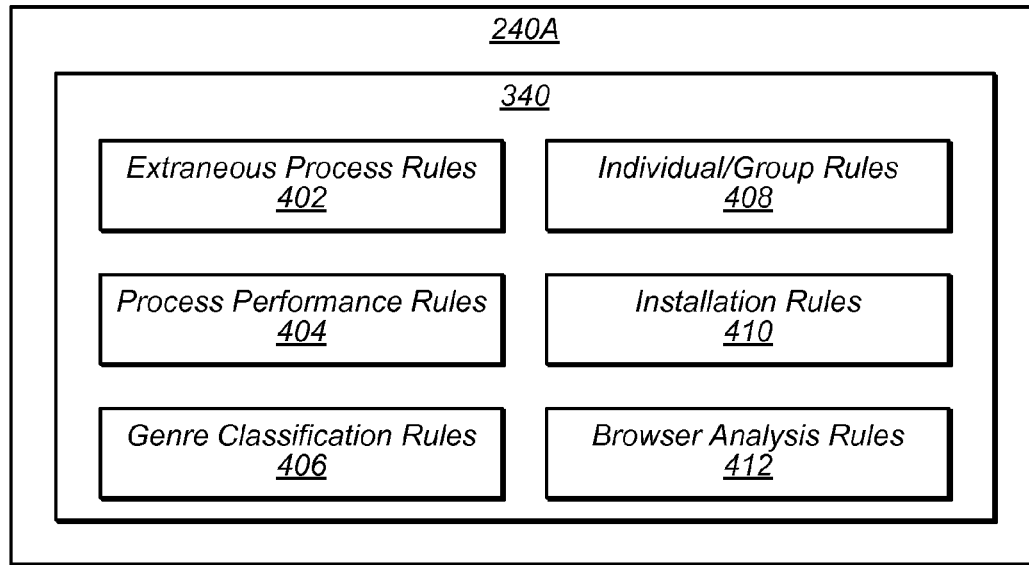 240A
340
Extraneous Process Rules
402
Individual/Group Rules
408
Process Performance Rules
404
Installation Rules
410
Genre Classification Rules
406
Browser Analysis Rules
412